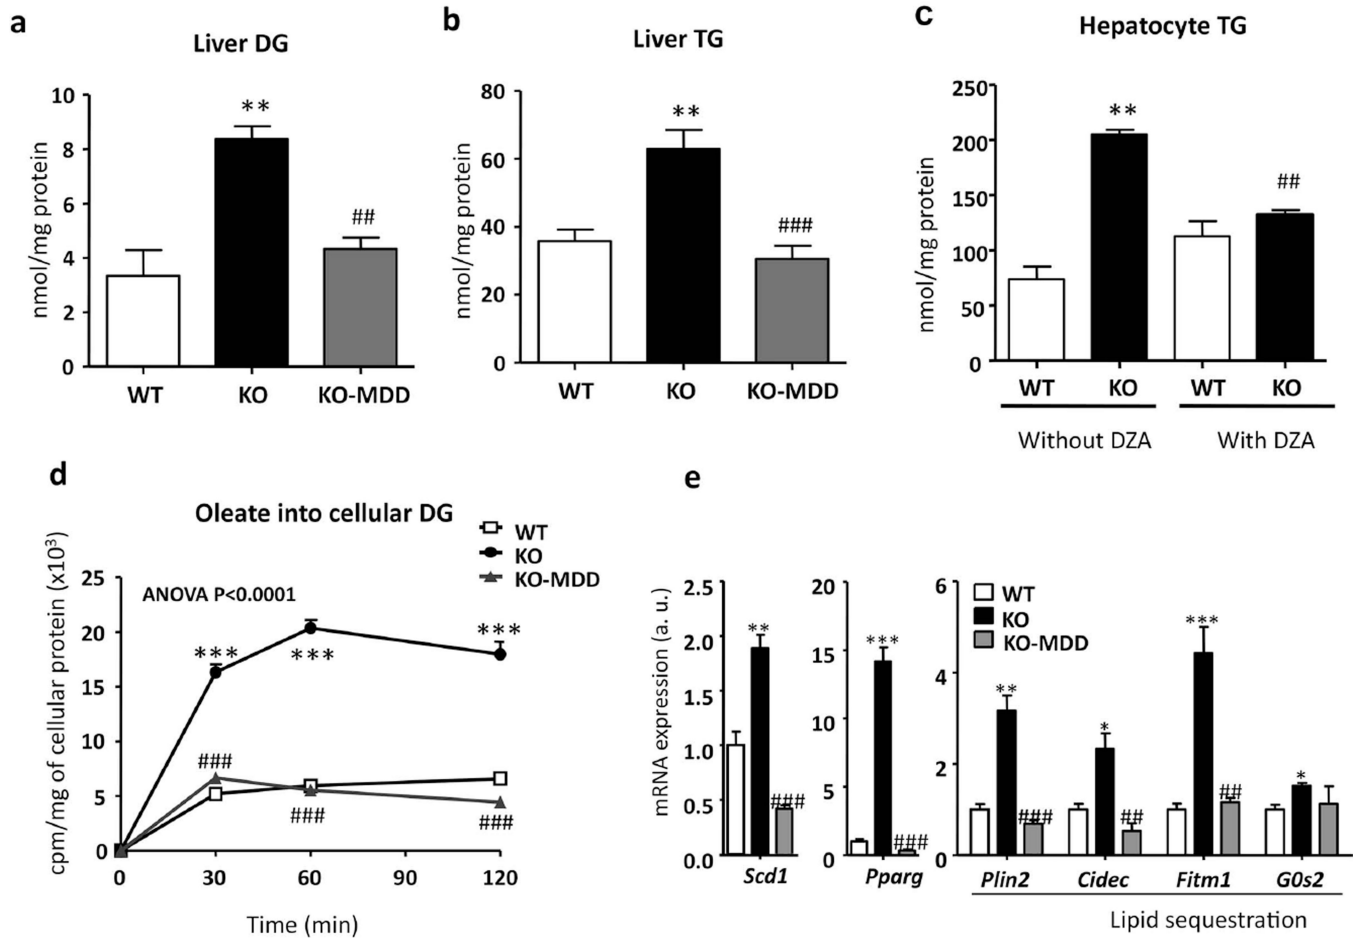 a
Liver DG
nmol/mg protein
10
8
6
4
2
0
**
##
WT KO KO-MDD
b
Liver TG
nmol/mg protein
80
60
40
20
0
**
###
WT KO KO-MDD
c
Hepatocyte TG
nmol/mg protein
250
200
150
100
50
0
**
##
WT KO WT KO
Without DZA With DZA
d
Oleate into cellular DG
WT
KO
KO-MDD
cpm/mg of cellular protein (x10³)
25
20
15
10
5
0
ANOVA P<0.0001
***
***
***
###
###
###
0 30 60 90 120
Time (min)
e
mRNA expression (a. u.)
2.5
2.0
1.5
1.0
0.5
0.0
**
###
Scd1
20
15
10
5
0
***
###
Pparg
6
4
2
0
WT
KO
KO-MDD
**
###
*
##
***
##
*
Plin2 Cidec Fitm1 G0s2
Lipid sequestration